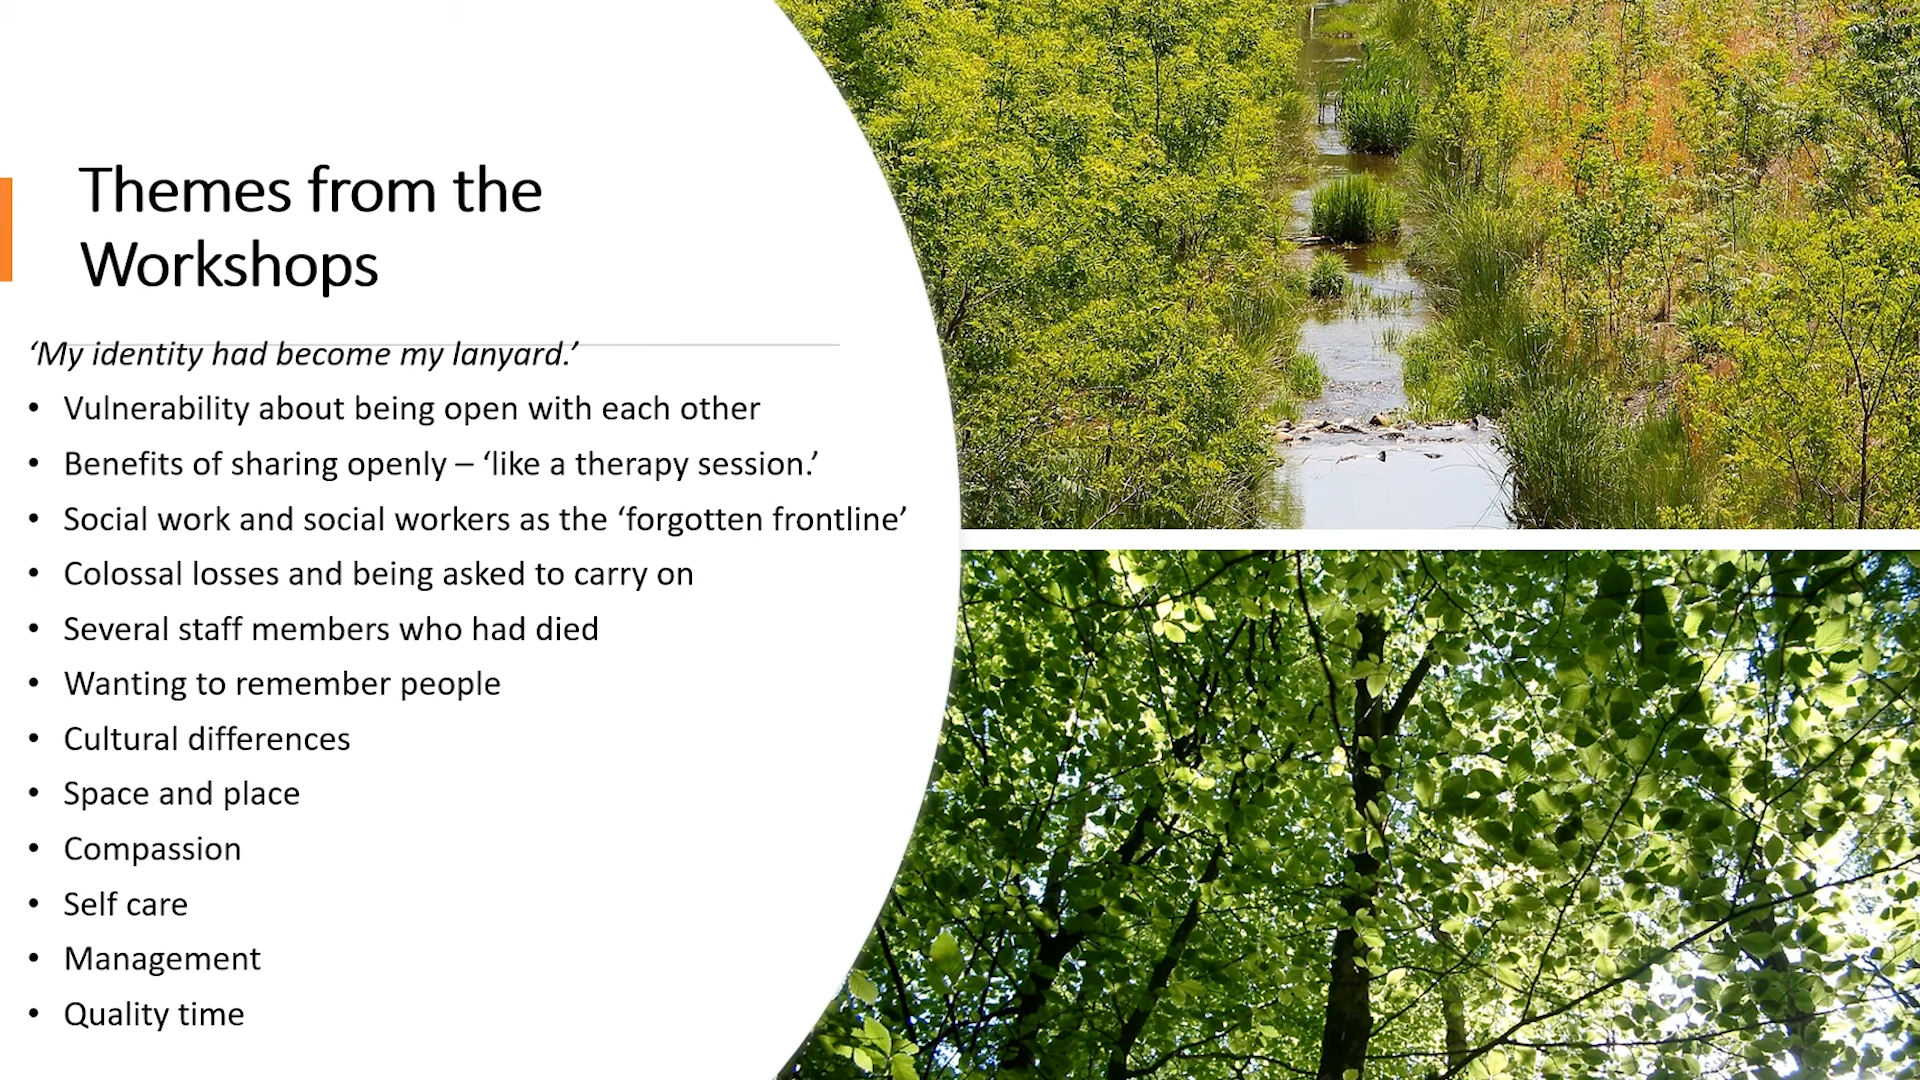 Themes from the
Workshops
‘My identity had become my lanyard.’
• Vulnerability about being open with each other
• Benefits of sharing openly – ‘like a therapy session.’
• Social work and social workers as the ‘forgotten frontline’
• Colossal losses and being asked to carry on
• Several staff members who had died
• Wanting to remember people
• Cultural differences
• Space and place
• Compassion
• Self care
• Management
• Quality time